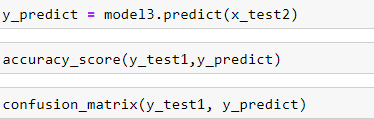 y_predict = model3.predict(x_test2)
accuracy_score(y_test1,y_predict)
confusion_matrix(y_test1, y_predict)